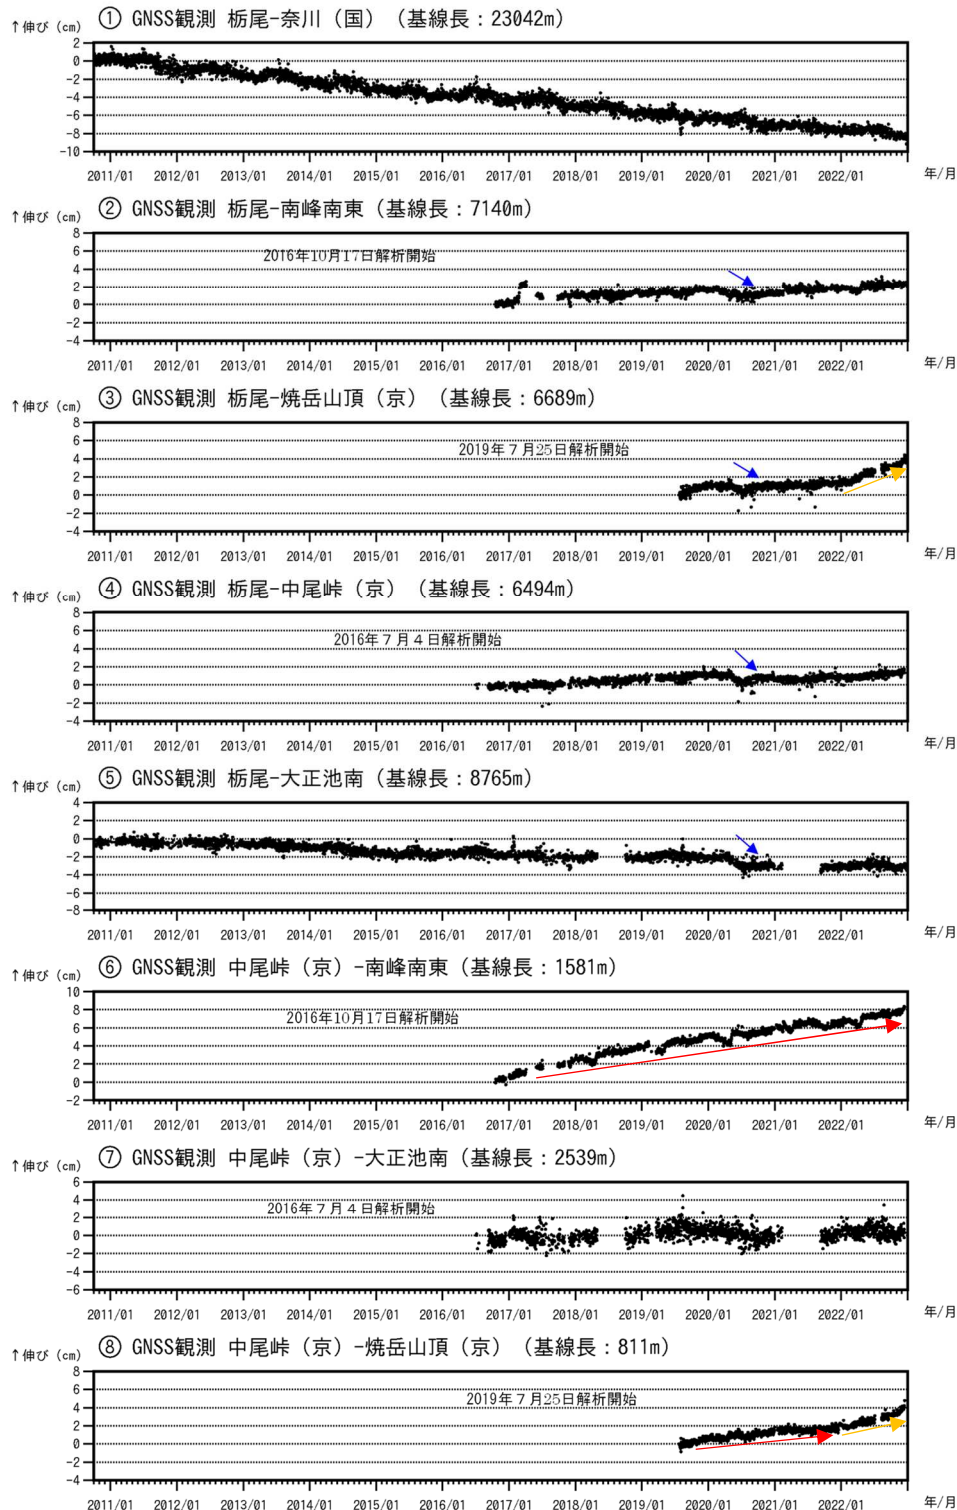 ↑伸び（cm） ① GNSS観測 栃尾-奈川（国）（基線長：23042m）
2
0
-2
-4
-6
-8
-10
2011/01 2012/01 2013/01 2014/01 2015/01 2016/01 2017/01 2018/01 2019/01 2020/01 2021/01 2022/01 年/月
↑伸び（cm） ② GNSS観測 栃尾-南峰南東（基線長：7140m）
8
6
2016年10月17日解析開始
4
2
0
-2
-4
2011/01 2012/01 2013/01 2014/01 2015/01 2016/01 2017/01 2018/01 2019/01 2020/01 2021/01 2022/01 年/月
↑伸び（cm） ③ GNSS観測 栃尾-焼岳山頂（京）（基線長：6689m）
8
6
2019年７月25日解析開始
4
2
0
-2
-4
2011/01 2012/01 2013/01 2014/01 2015/01 2016/01 2017/01 2018/01 2019/01 2020/01 2021/01 2022/01 年/月
↑伸び（cm） ④ GNSS観測 栃尾-中尾峠（京）（基線長：6494m）
8
6
2016年７月４日解析開始
4
2
0
-2
-4
2011/01 2012/01 2013/01 2014/01 2015/01 2016/01 2017/01 2018/01 2019/01 2020/01 2021/01 2022/01 年/月
↑伸び（cm） ⑤ GNSS観測 栃尾-大正池南（基線長：8765m）
4
2
0
-2
-4
-6
-8
2011/01 2012/01 2013/01 2014/01 2015/01 2016/01 2017/01 2018/01 2019/01 2020/01 2021/01 2022/01 年/月
↑伸び（cm） ⑥ GNSS観測 中尾峠（京）-南峰南東（基線長：1581m）
10
8
2016年10月17日解析開始
6
4
2
0
-2
2011/01 2012/01 2013/01 2014/01 2015/01 2016/01 2017/01 2018/01 2019/01 2020/01 2021/01 2022/01 年/月
↑伸び（cm） ⑦ GNSS観測 中尾峠（京）-大正池南（基線長：2539m）
6
4
2016年７月４日解析開始
2
0
-2
-4
-6
2011/01 2012/01 2013/01 2014/01 2015/01 2016/01 2017/01 2018/01 2019/01 2020/01 2021/01 2022/01 年/月
↑伸び（cm） ⑧ GNSS観測 中尾峠（京）-焼岳山頂（京）（基線長：811m）
8
6
2019年７月25日解析開始
4
2
0
-2
-4
2011/01 2012/01 2013/01 2014/01 2015/01 2016/01 2017/01 2018/01 2019/01 2020/01 2021/01 2022/01 年/月